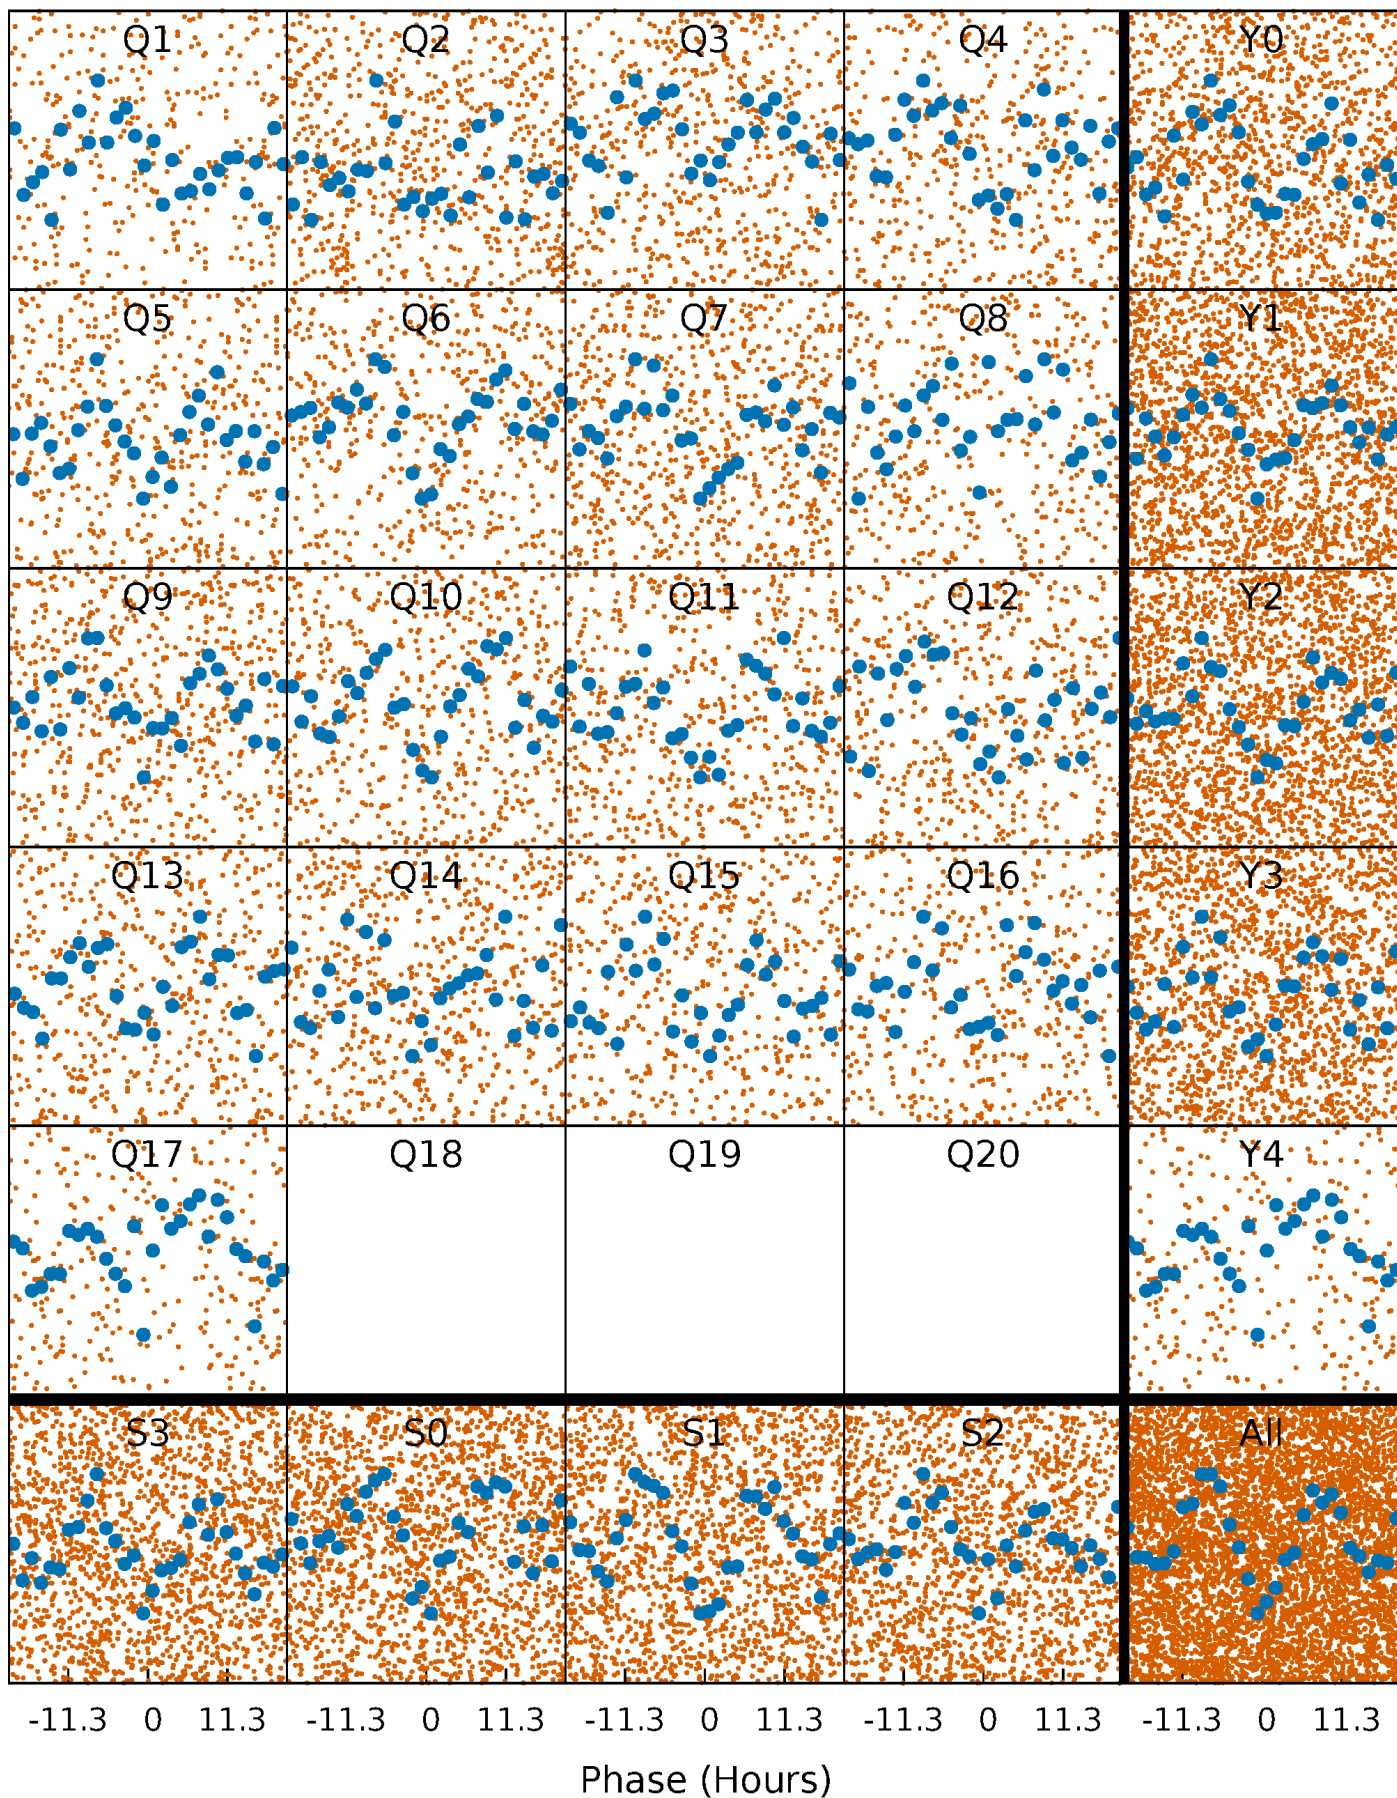 Q1 Q2 Q3 Q4 Y0
Q5 Q6 Q7 Q8 Y1
Q9 Q10 Q11 Q12 Y2
Q13 Q14 Q15 Q16 Y3
Q17 Q18 Q19 Q20 Y4
S3 S0 S1 S2 All
-11.3 0 11.3 -11.3 0 11.3 -11.3 0 11.3 -11.3 0 11.3 -11.3 0 11.3
Phase (Hours)